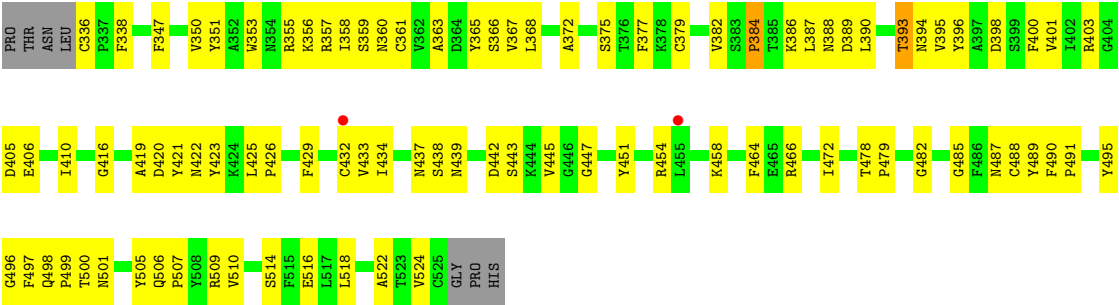 PRO THR ASN LEU C336 P337 F338 F347 V350 Y351 A352 W353 N354 R355 K356 R357 I358 S359 N360 C361 V362 A363 D364 Y365 S366 V367 L368 A372 S375 T376 F377 K378 C379 V382 S383 P384 T385 K386 L387 N388 D389 L390 T393 N394 V395 Y396 A397 D398 S399 F400 V401 I402 R403 G404
D405 E406 I410 G416 A419 D420 Y421 N422 Y423 K424 L425 P426 F429 C432 V433 I434 N437 S438 N439 D442 S443 K444 V445 G446 G447 Y451 R454 L455 K458 F464 E465 R466 I472 T478 P479 G482 G485 F486 N487 C488 Y489 F490 P491 Y495
G496 F497 Q498 P499 T500 N501 Y505 Q506 P507 Y508 R509 V510 S514 F515 E516 L517 L518 A522 T523 V524 C525 GLY PRO HIS